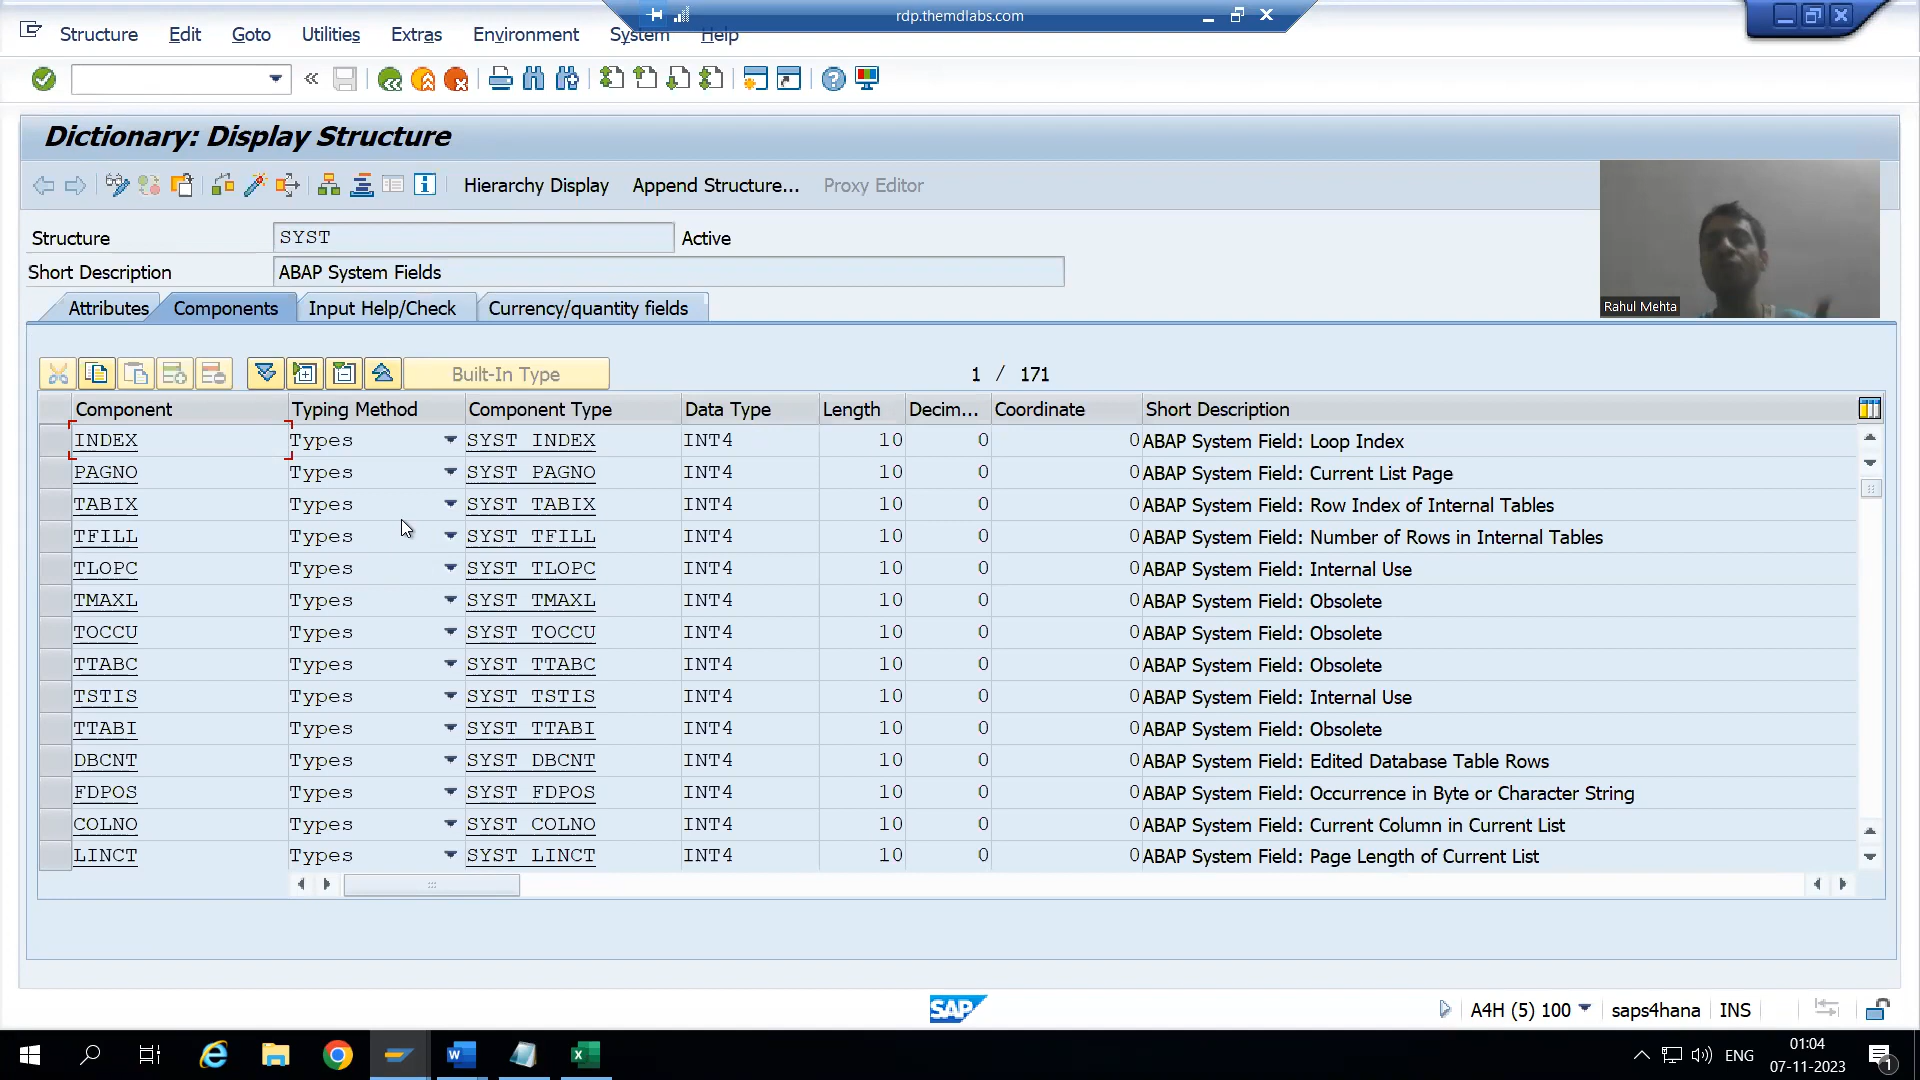 rdp.themdlabs.com
Structure Edit Goto Utilities Extras Environment System Help
Dictionary: Display Structure
Hierarchy Display Append Structure... Proxy Editor
Structure SYST Active
Short Description ABAP System Fields
Rahul Mehta
Attributes Components Input Help/Check Currency/quantity fields
Built-In Type 1 / 171
Component Typing Method Component Type Data Type Length Decim... Coordinate Short Description
INDEX Types SYST_INDEX INT4 10 0 0 ABAP System Field: Loop Index
PAGNO Types SYST_PAGNO INT4 10 0 0 ABAP System Field: Current List Page
TABIX Types SYST_TABIX INT4 10 0 0 ABAP System Field: Row Index of Internal Tables
TFILL Types SYST_TFILL INT4 10 0 0 ABAP System Field: Number of Rows in Internal Tables
TLOPC Types SYST_TLOPC INT4 10 0 0 ABAP System Field: Internal Use
TMAXL Types SYST_TMAXL INT4 10 0 0 ABAP System Field: Obsolete
TOCCU Types SYST_TOCCU INT4 10 0 0 ABAP System Field: Obsolete
TTABC Types SYST_TTABC INT4 10 0 0 ABAP System Field: Obsolete
TSTIS Types SYST_TSTIS INT4 10 0 0 ABAP System Field: Internal Use
TTABI Types SYST_TTABI INT4 10 0 0 ABAP System Field: Obsolete
DBCNT Types SYST_DBCNT INT4 10 0 0 ABAP System Field: Edited Database Table Rows
FDPOS Types SYST_FDPOS INT4 10 0 0 ABAP System Field: Occurrence in Byte or Character String
COLNO Types SYST_COLNO INT4 10 0 0 ABAP System Field: Current Column in Current List
LINCT Types SYST_LINCT INT4 10 0 0 ABAP System Field: Page Length of Current List
SAP A4H (5) 100 saps4hana INS
ENG 01:04
07-11-2023 1